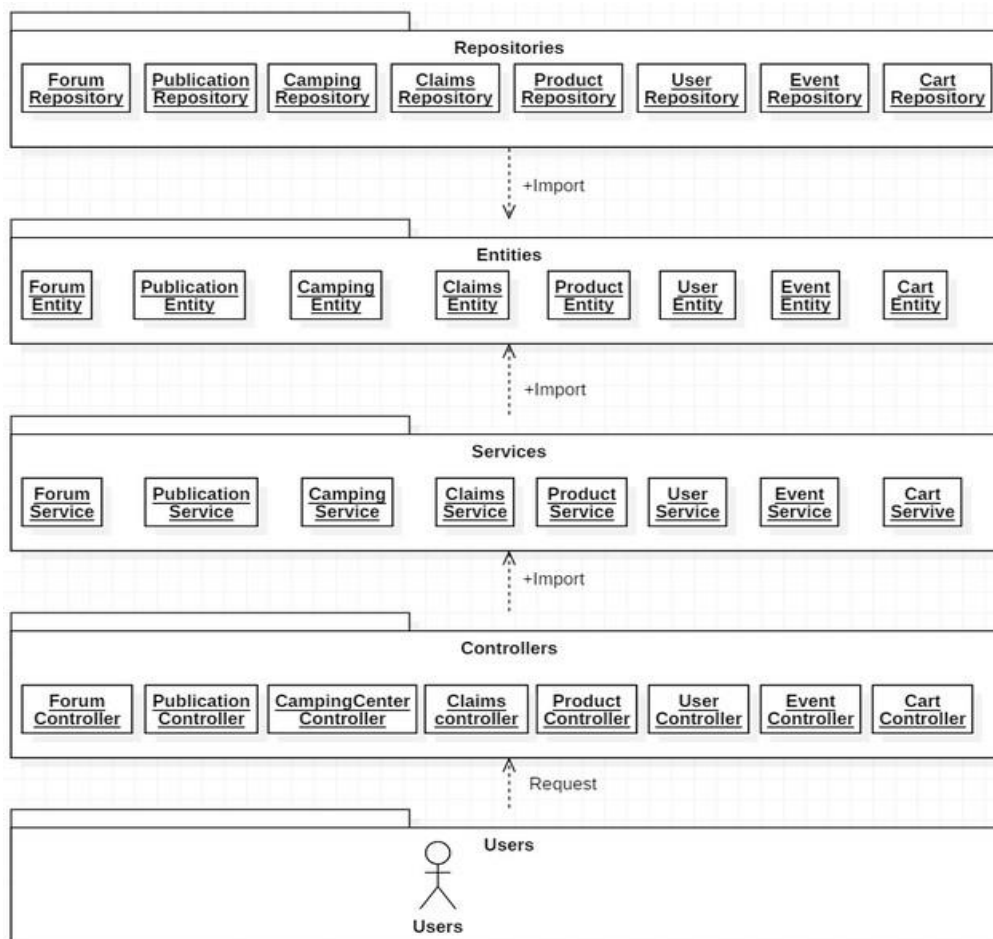 Repositories
Forum Publication Camping Claims Product User Event Cart
Repository Repository Repository Repository Repository Repository Repository Repository
+Import
Entities
Forum Publication Camping Claims Product User Event Cart
Entity Entity Entity Entity Entity Entity Entity Entity
+Import
Services
Forum Publication Camping Claims Product User Event Cart
Service Service Service Service Service Service Service Servive
+Import
Controllers
Forum Publication CampingCenter Claims Product User Event Cart
Controller Controller Controller controller Controller Controller Controller Controller
Request
Users
Users